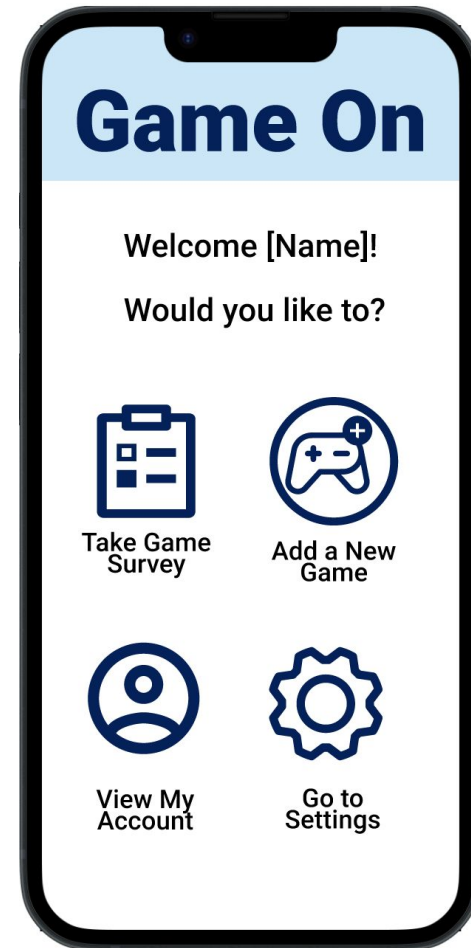 Game On
Welcome [Name]!
Would you like to?
Take Game
Survey
Add a New
Game
View My
Account
Go to
Settings